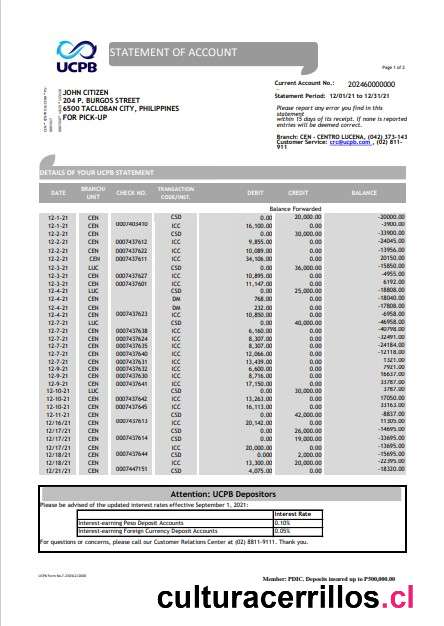 UCPB
STATEMENT OF ACCOUNT
Page 1 of 2
JOHN CITIZEN
204 P. BURGOS STREET
6500 TACLOBAN CITY, PHILIPPINES
FOR PICK-UP
Current Account No.: 202460000000
Statement Period: 12/01/21 to 12/31/21
Please report any error you find in this
statement
within 15 days of its receipt. If none is reported
entries will be deemed correct.
Branch: CEN - CENTRO LUCENA, (042) 373-143
Customer Service: crc@ucpb.com , (02) 811-
911
DETAILS OF YOUR UCPB STATEMENT
DATE BRANCH/UNIT CHECK NO. TRANSACTION CODE/INST. DEBIT CREDIT BALANCE
Balance Forwarded
12-1-21 CEN CSD 0.00 20,000.00 -20000.00
12-1-21 CEN 0007403410 ICC 16,100.00 0.00 -3900.00
12-2-21 CEN CSD 0.00 30,000.00 -33900.00
12-2-21 CEN 0007437612 ICC 9,855.00 0.00 -24045.00
12-2-21 CEN 0007437622 ICC 10,089.00 0.00 -13956.00
12-2-21 CEN 0007437611 ICC 34,106.00 0.00 20150.00
12-3-21 LUC CSD 0.00 36,000.00 -15850.00
12-3-21 CEN 0007437627 ICC 10,895.00 0.00 -4955.00
12-3-21 CEN 0007437601 ICC 11,147.00 0.00 6192.00
12-4-21 LUC CSD 0.00 25,000.00 -18808.00
12-4-21 CEN DM 768.00 0.00 -18040.00
12-4-21 CEN DM 232.00 0.00 -17808.00
12-4-21 CEN 0007437623 ICC 10,850.00 0.00 -6958.00
12-4-21 LUC CSD 0.00 40,000.00 -46958.00
12-7-21 CEN 0007437638 ICC 6,160.00 0.00 -40798.00
12-7-21 CEN 0007437624 ICC 8,307.00 0.00 -32491.00
12-7-21 CEN 0007437635 ICC 8,307.00 0.00 -24184.00
12-7-21 CEN 0007437640 ICC 12,066.00 0.00 -12118.00
12-7-21 CEN 0007437631 ICC 13,439.00 0.00 1321.00
12-9-21 CEN 0007437632 ICC 6,600.00 0.00 7921.00
12-9-21 CEN 0007437630 ICC 8,716.00 0.00 16637.00
12-9-21 CEN 0007437641 ICC 17,150.00 0.00 33787.00
12-10-21 LUC CSD 0.00 30,000.00 3787.00
12-10-21 CEN 0007437642 ICC 13,263.00 0.00 17050.00
12-10-21 CEN 0007437645 ICC 16,113.00 0.00 33163.00
12-11-21 CEN CSD 0.00 42,000.00 -8837.00
12/16/21 CEN 0007437613 ICC 20,142.00 0.00 11305.00
12/17/21 CEN CSD 0.00 26,000.00 -14695.00
12/17/21 CEN 0007437614 CSD 0.00 19,000.00 -33695.00
12/17/21 CEN ICC 20,000.00 0.00 -13695.00
12/18/21 CEN 0007437644 CSD 0.000 2,000.00 -15695.00
12/18/21 CEN ICC 13,300.00 20,000.00 -22395.00
12/21/21 CEN 0007447151 CSD 4,075.00 0.00 -18320.00
Attention: UCPB Depositors
Please be advised of the updated interest rates effective September 1, 2021:
Interest Rate
Interest-earning Peso Deposit Accounts 0.10%
Interest-earning Foreign Currency Deposit Accounts 0.05%
For questions or concerns, please call our Customer Relations Center at (02) 8811-9111. Thank you.
Member: PDIC. Deposits insured up to P500,000.00
culturacerrillos.cl